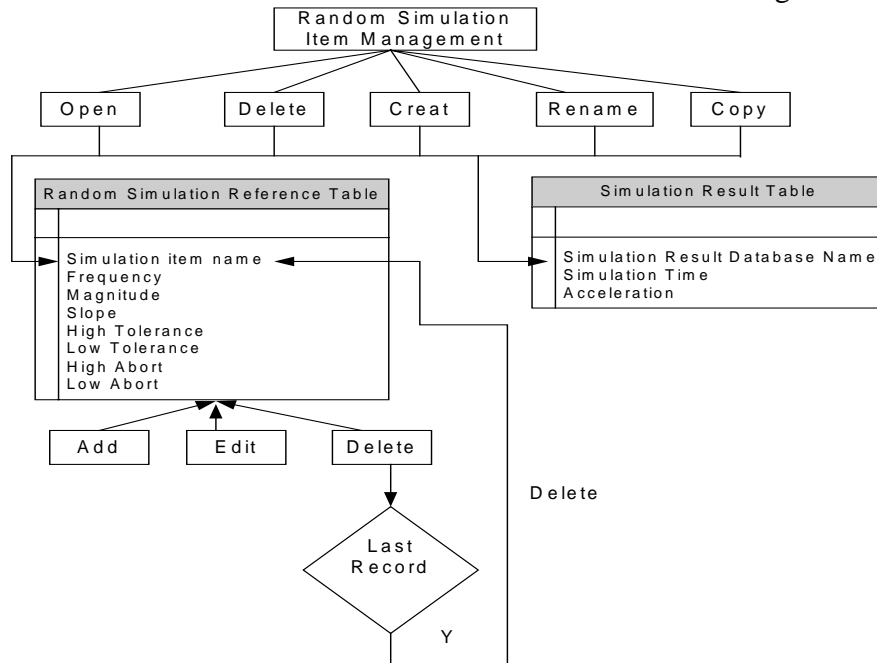 Random Simulation
Item Management
Open
Delete
Creat
Rename
Copy
Random Simulation Reference Table
Simulation item name
Frequency
Magnitude
Slope
High Tolerance
Low Tolerance
High Abort
Low Abort
Simulation Result Table
Simulation Result Database Name
Simulation Time
Acceleration
Add
Edit
Delete
Delete
Last
Record
Y